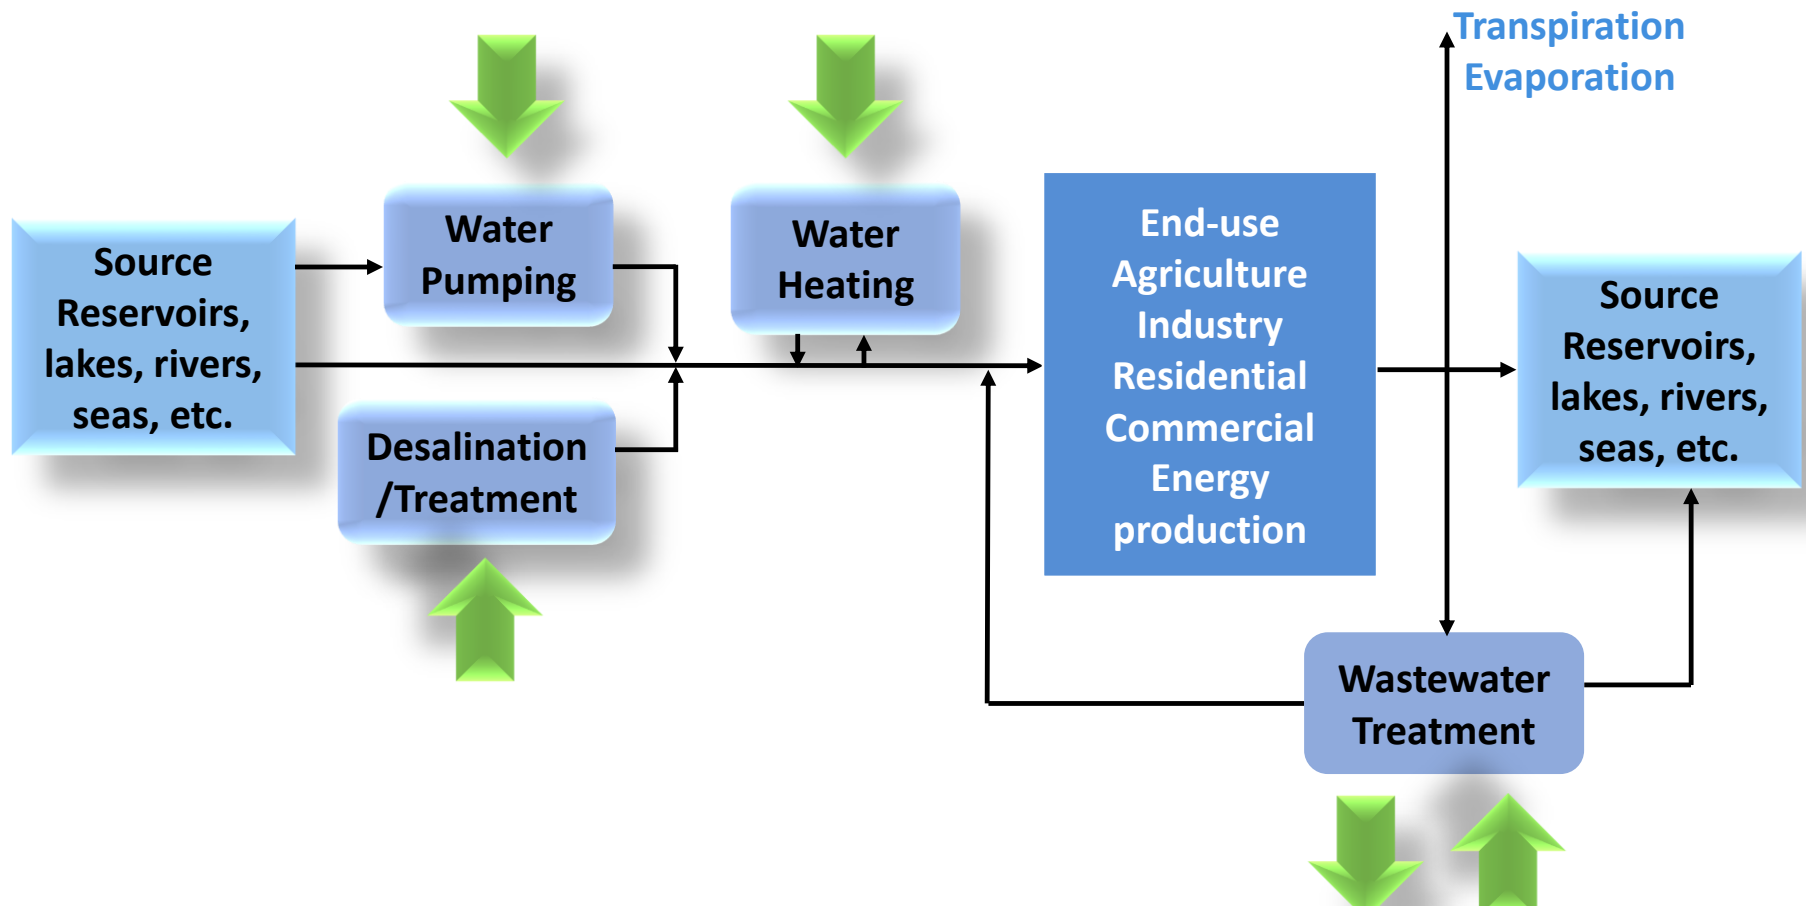 Transpiration
Evaporation
Source
Reservoirs,
lakes, rivers,
seas, etc.
Water
Pumping
Desalination
/Treatment
Water
Heating
End-use
Agriculture
Industry
Residential
Commercial
Energy
production
Source
Reservoirs,
lakes, rivers,
seas, etc.
Wastewater
Treatment